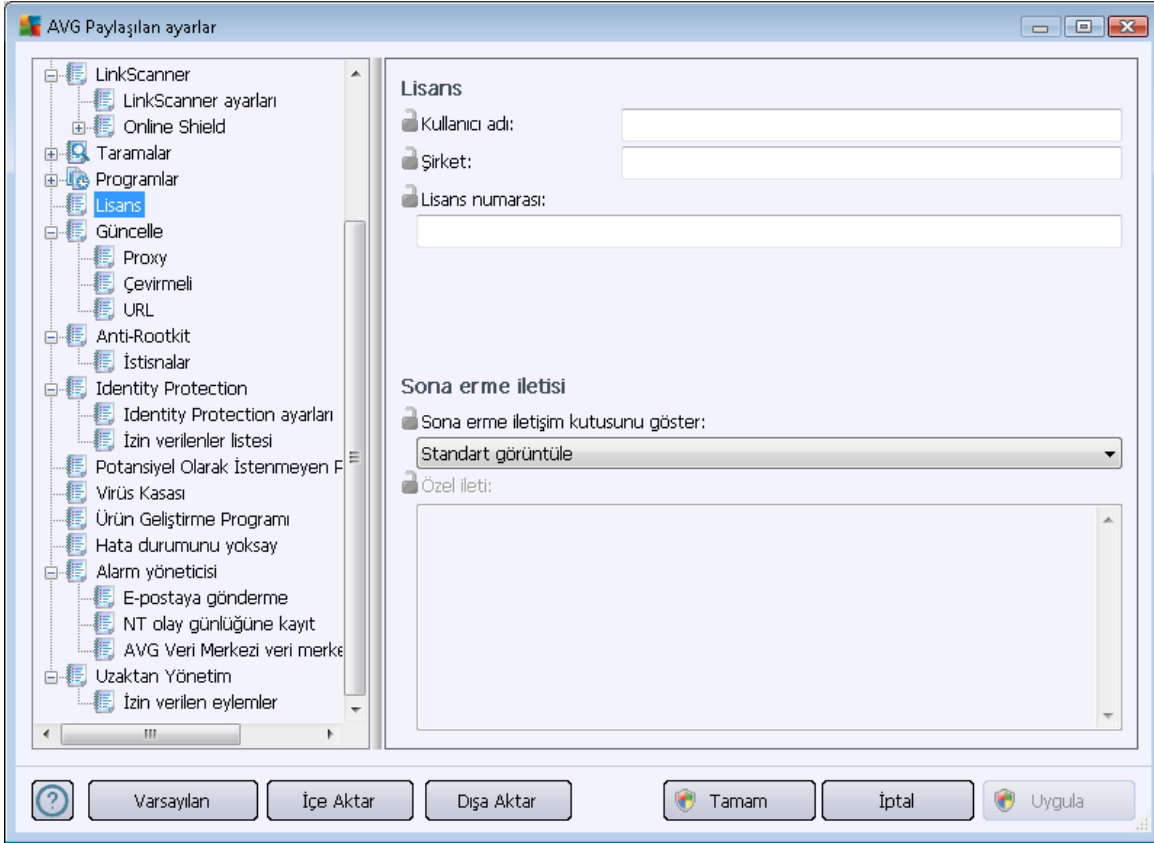 AVG Paylaşılan ayarlar
LinkScanner
LinkScanner ayarları
Online Shield
Taramalar
Programlar
Lisans
Güncelle
Proxy
Çevirmeli
URL
Anti-Rootkit
İstisnalar
Identity Protection
Identity Protection ayarları
İzin verilenler listesi
Potansiyel Olarak İstenmeyen P
Virüs Kasası
Ürün Geliştirme Programı
Hata durumunu yoksay
Alarm yöneticisi
E-postaya gönderme
NT olay günlüğüne kayıt
AVG Veri Merkezi veri merke
Uzaktan Yönetim
İzin verilen eylemler
Lisans
Kullanıcı adı:
Şirket:
Lisans numarası:
Sona erme iletisi
Sona erme iletişim kutusunu göster:
Standart görüntüle
Özel ileti:
Varsayılan
İçe Aktar
Dışa Aktar
Tamam
İptal
Uygula